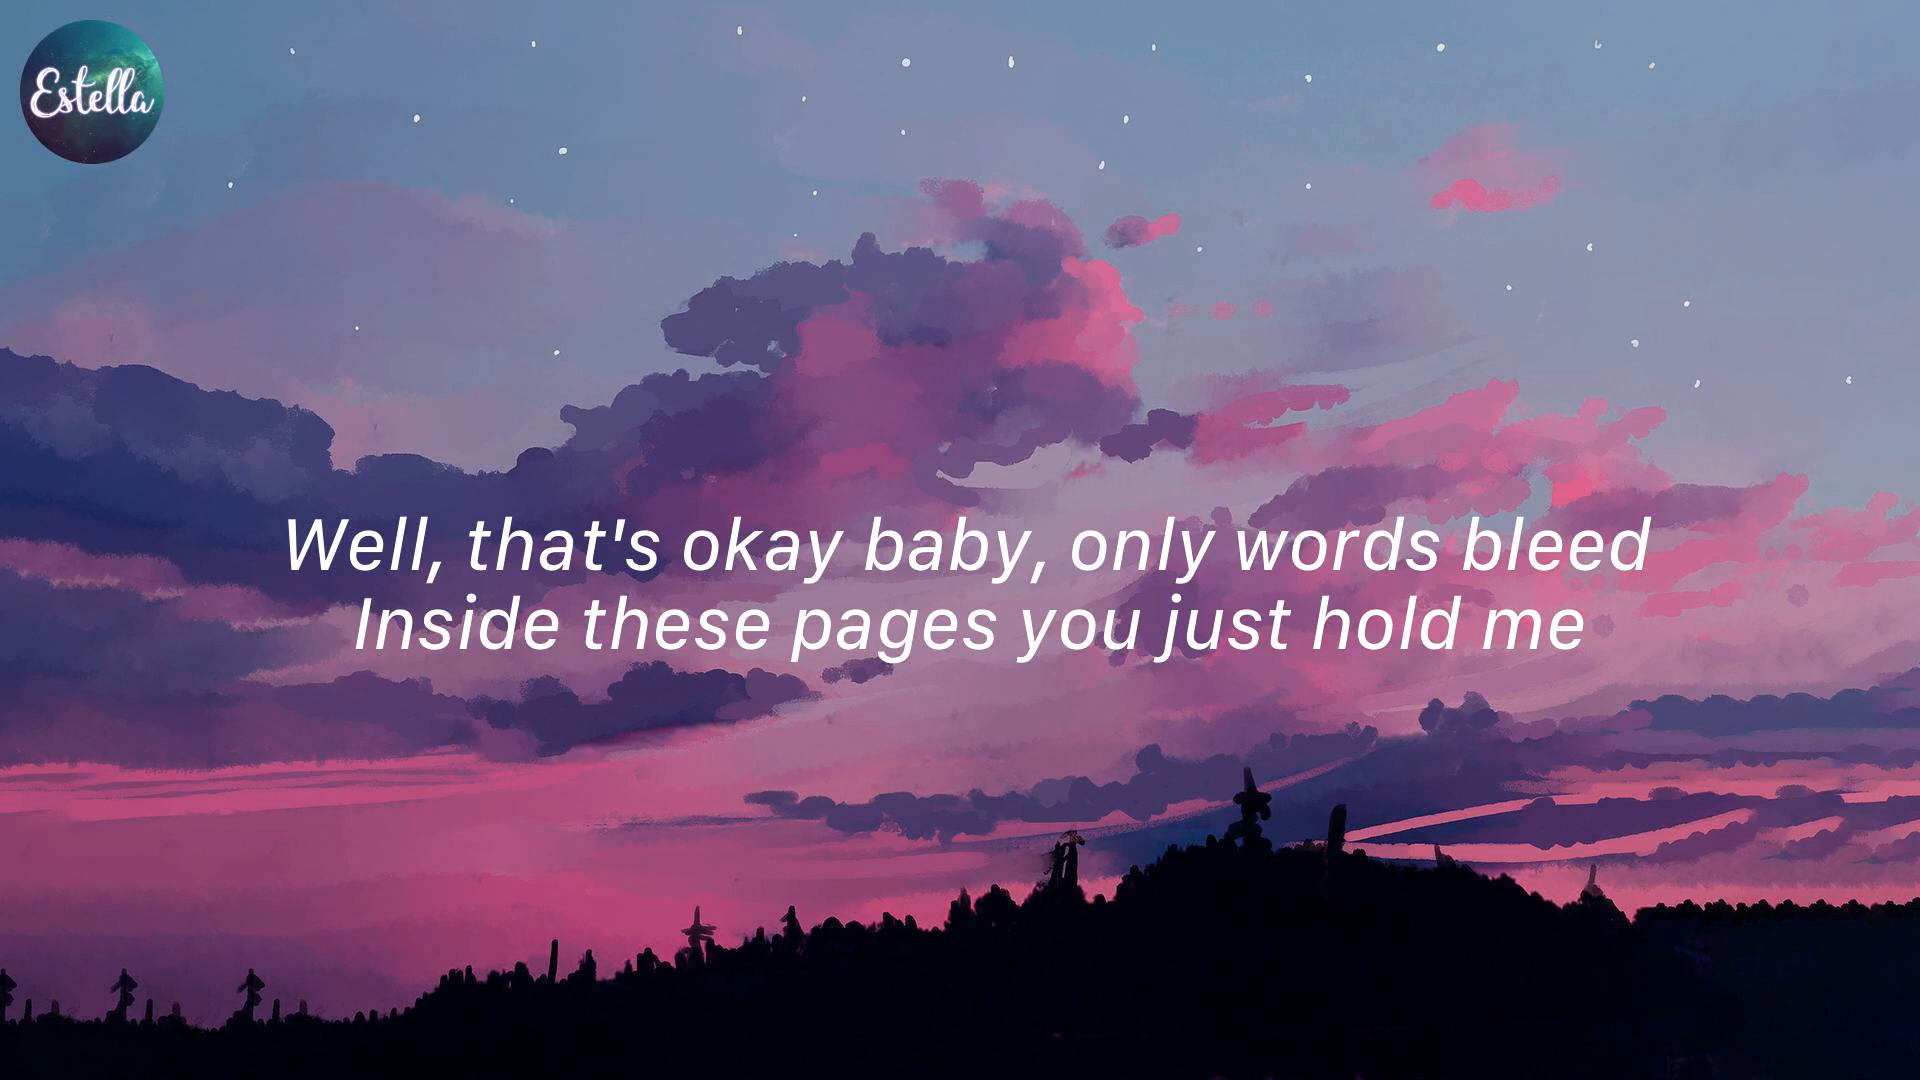 Estella
Well, that's okay baby, only words bleed
Inside these pages you just hold me